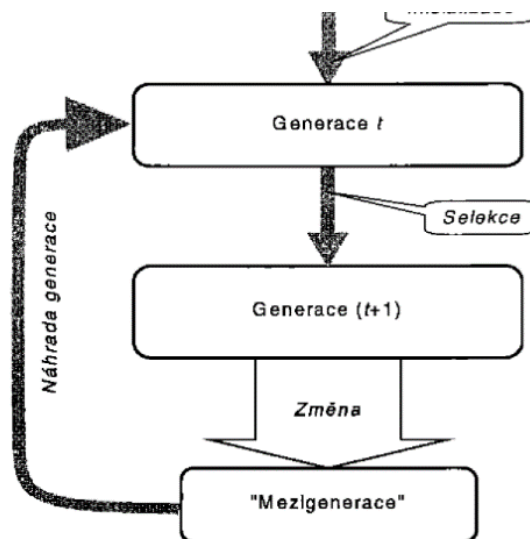 Generace t
Selekce
Náhrada generace
Generace (t+1)
Změna
"Mezigenerace"